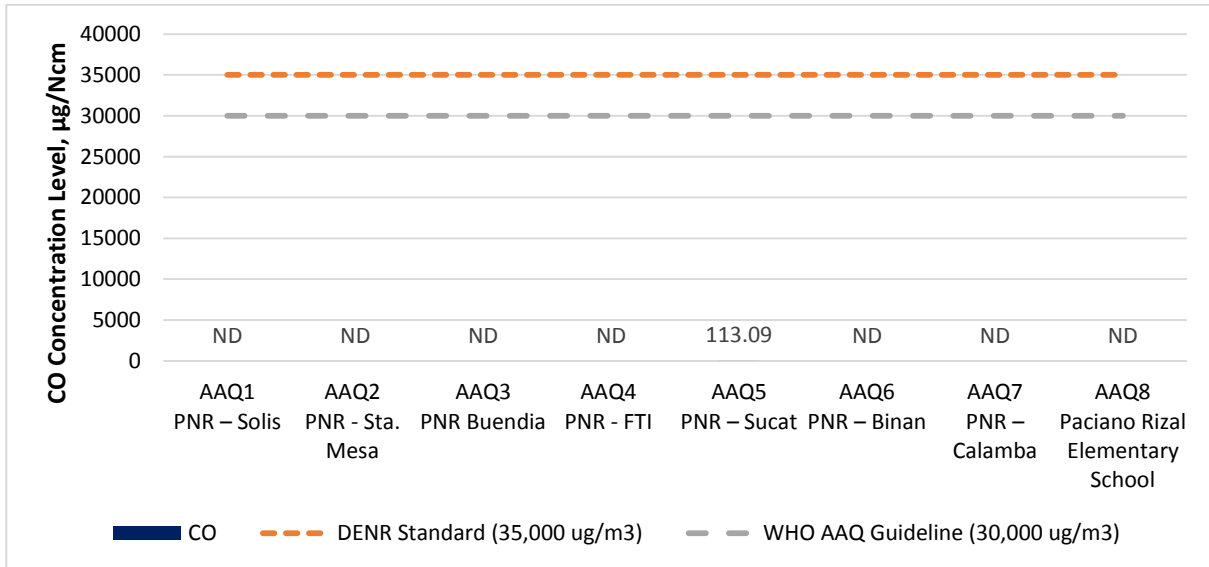 CO Concentration Level, µg/Ncm
40000
35000
30000
25000
20000
15000
10000
5000
0
ND
ND
ND
ND
113.09
ND
ND
ND
AAQ1
PNR – Solis
AAQ2
PNR - Sta.
Mesa
AAQ3
PNR Buendia
AAQ4
PNR - FTI
AAQ5
PNR – Sucat
AAQ6
PNR – Binan
AAQ7
PNR –
Calamba
AAQ8
Paciano Rizal
Elementary
School
CO
DENR Standard (35,000 ug/m3)
WHO AAQ Guideline (30,000 ug/m3)